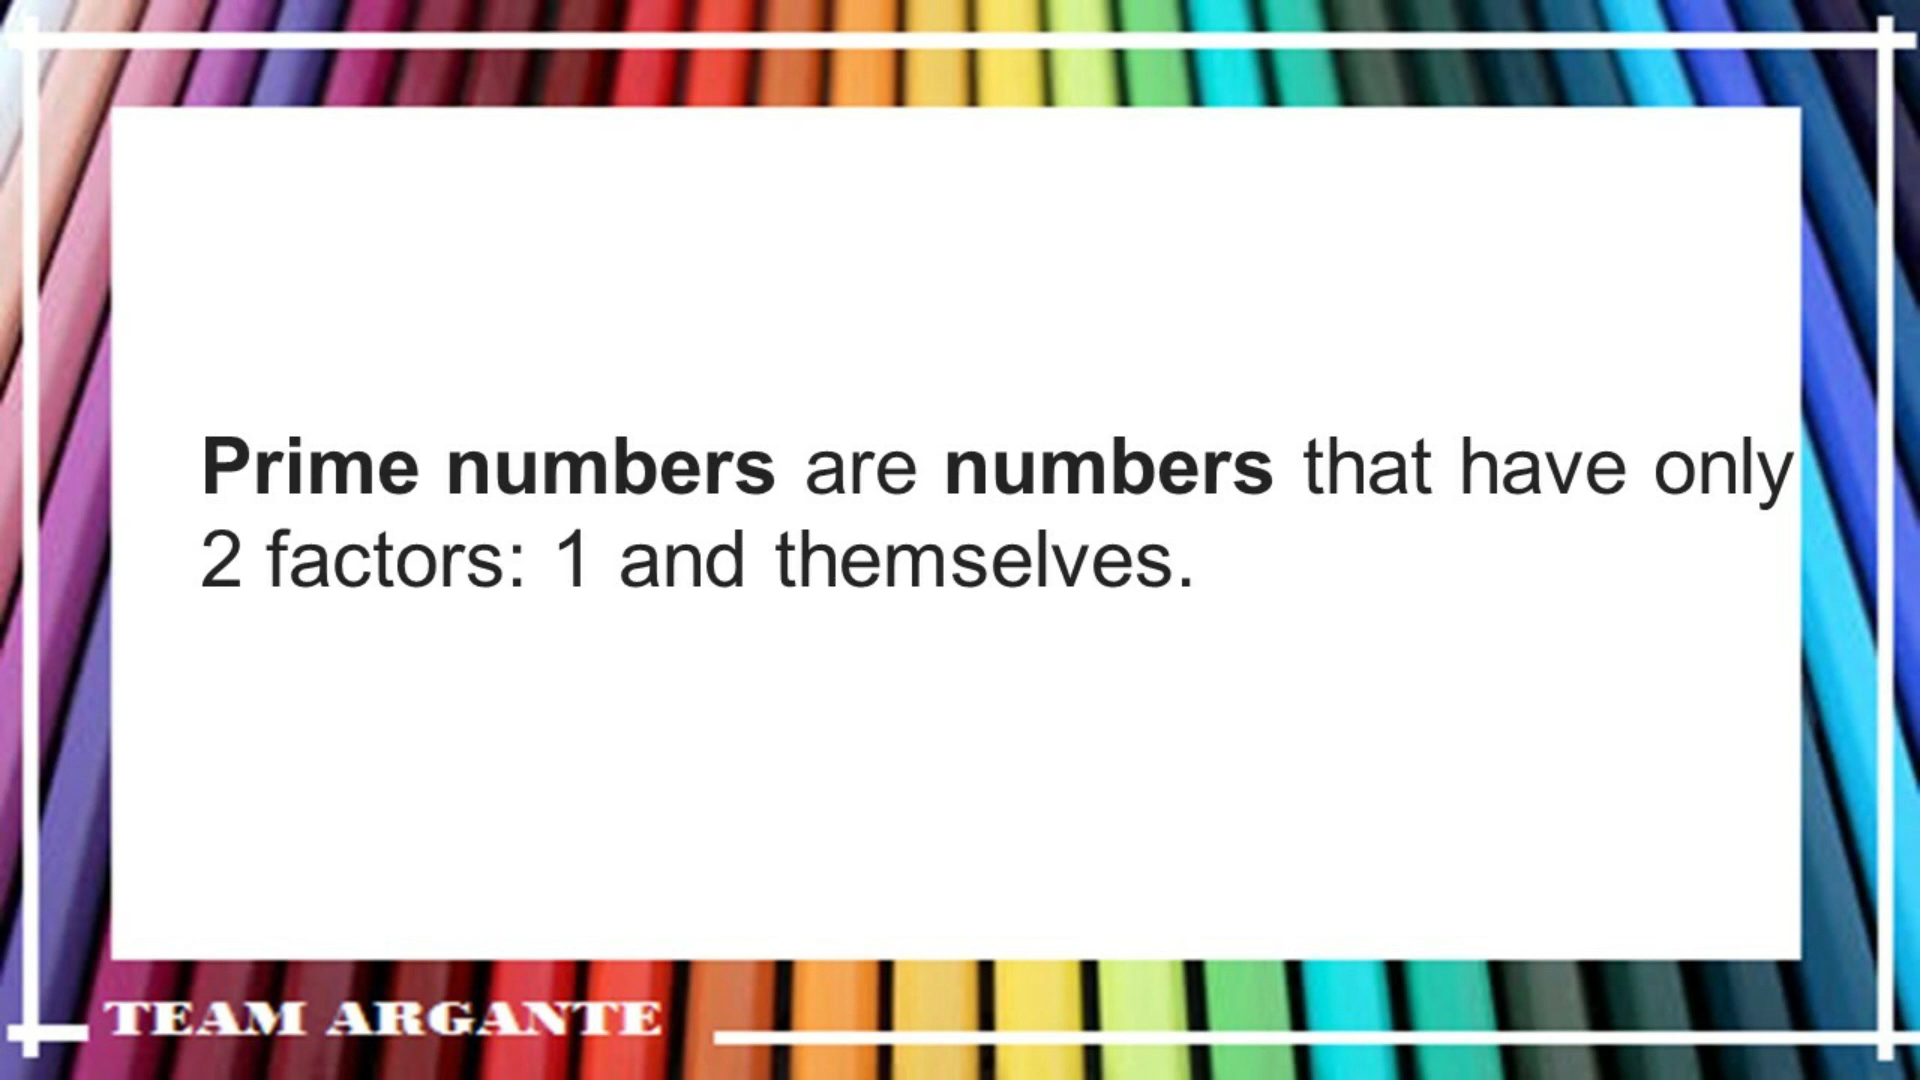 Prime numbers are numbers that have only
2 factors: 1 and themselves.
TEAM ARGANTE